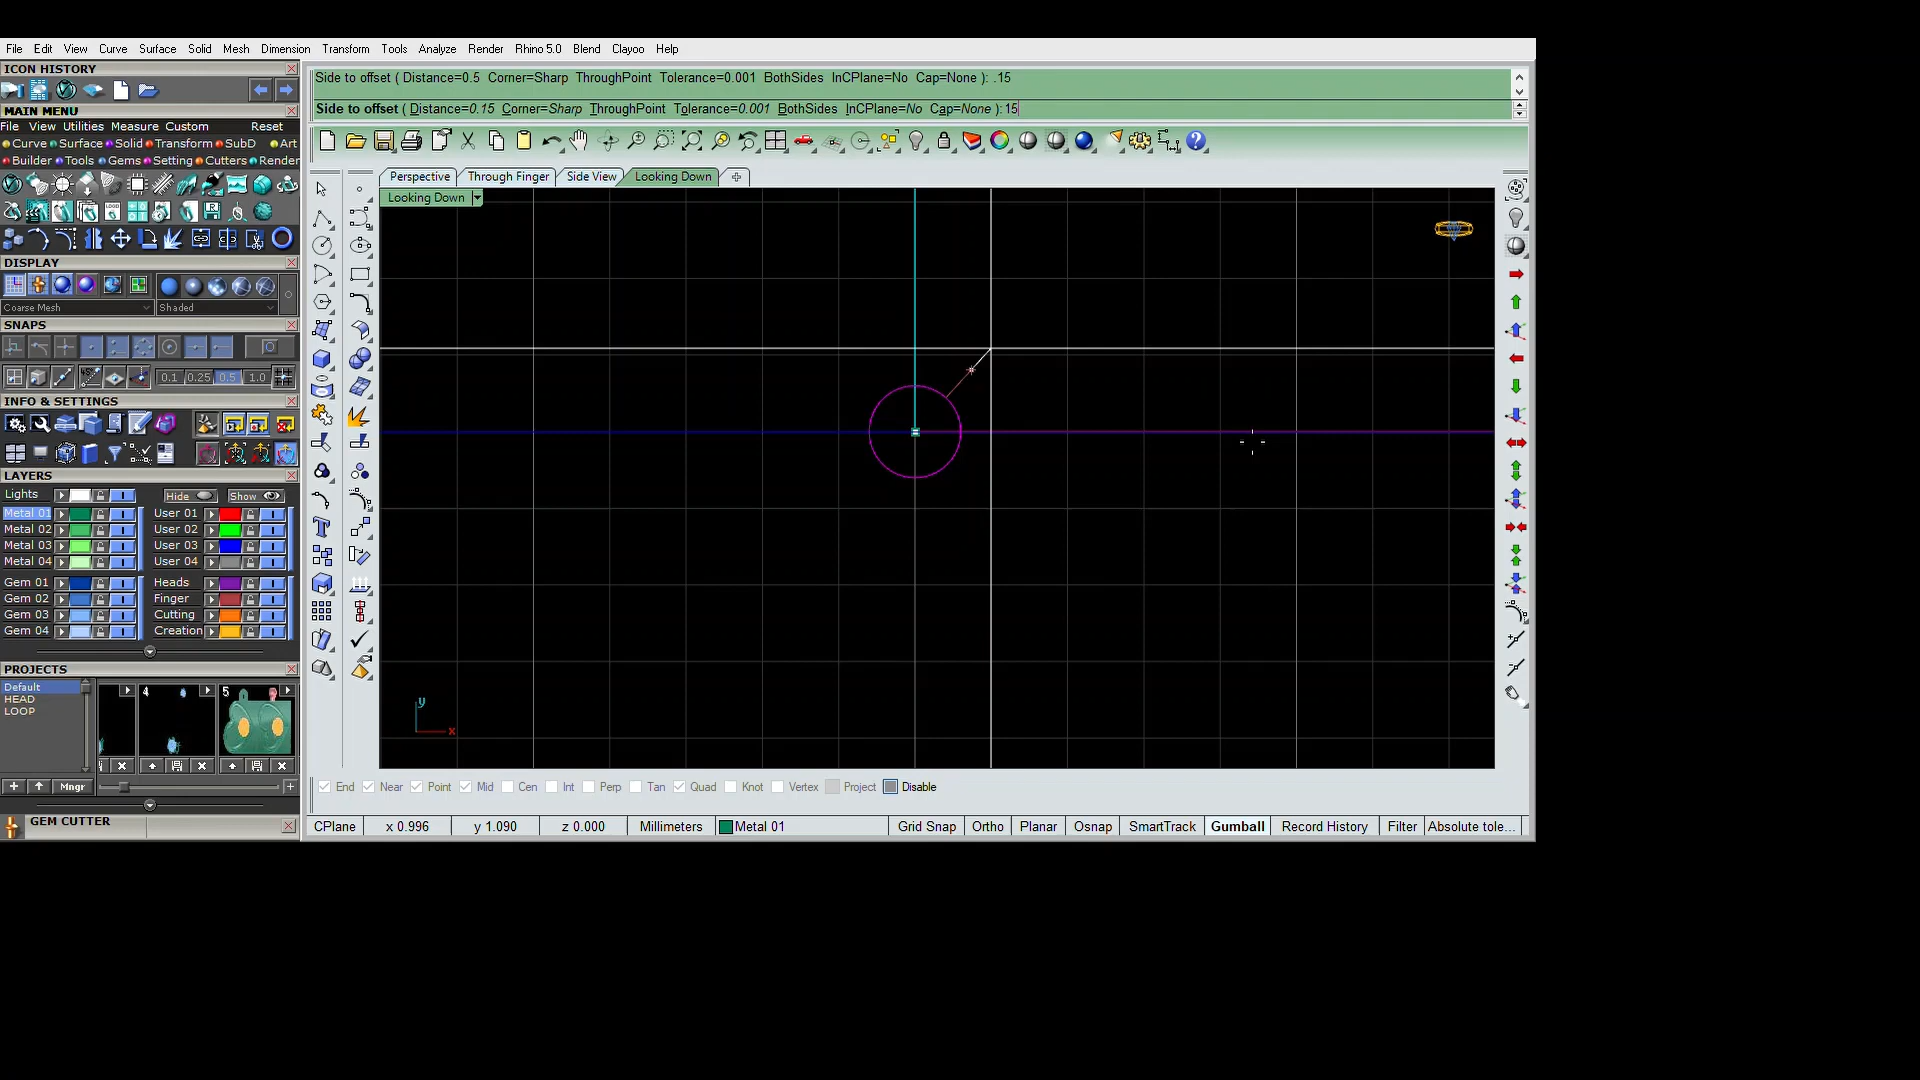 File Edit View Curve Surface Solid Mesh Dimension Transform Tools Analyze Render Rhino 5.0 Blend Clayoo Help
ICON HISTORY
MAIN MENU
File View Utilities Measure Custom Reset
Curve Surface Solid Transform SubD Art
Builder Tools Gems Setting Cutters Render
DISPLAY
Coarse Mesh Shaded
SNAPS
0.1 0.25 0.5 1.0
INFO & SETTINGS
LAYERS
Lights Hide Show
Metal 01 User 01
Metal 02 User 02
Metal 03 User 03
Metal 04 User 04
Gem 01 Heads
Gem 02 Finger
Gem 03 Cutting
Gem 04 Creation
PROJECTS
Default
HEAD
LOOP
4 5
Mngr
GEM CUTTER
Side to offset ( Distance=0.5 Corner=Sharp ThroughPoint Tolerance=0.001 BothSides InCPlane=No Cap=None ): .15
Side to offset ( Distance=0.15 Corner=Sharp ThroughPoint Tolerance=0.001 BothSides InCPlane=No Cap=None ):15
Perspective Through Finger Side View Looking Down
Looking Down
y
x
End Near Point Mid Cen Int Perp Tan Quad Knot Vertex Project Disable
CPlane x 0.996 y 1.090 z 0.000 Millimeters Metal 01 Grid Snap Ortho Planar Osnap SmartTrack Gumball Record History Filter Absolute tole...